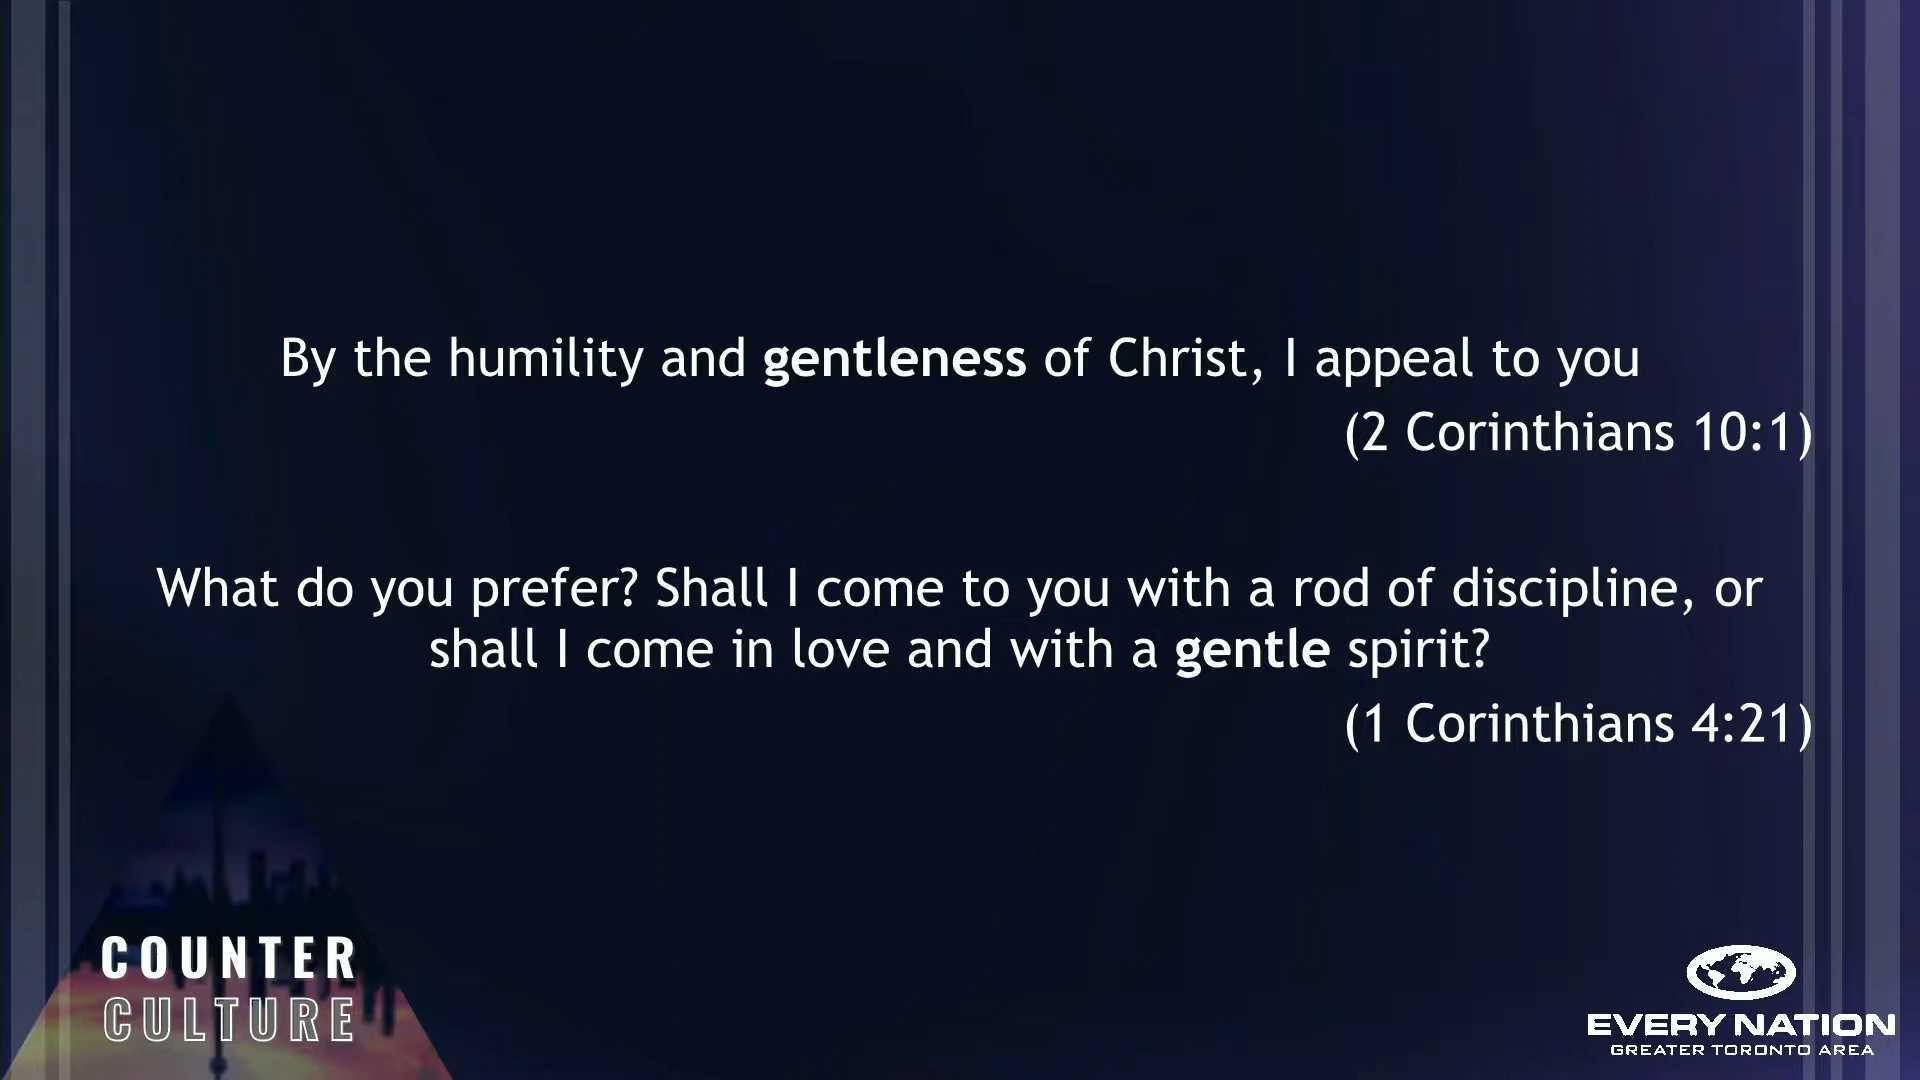 By the humility and gentleness of Christ, I appeal to you
(2 Corinthians 10:1)
What do you prefer? Shall I come to you with a rod of discipline, or
shall I come in love and with a gentle spirit?
(1 Corinthians 4:21)
COUNTER
CULTURE
EVERY NATION
GREATER TORONTO AREA